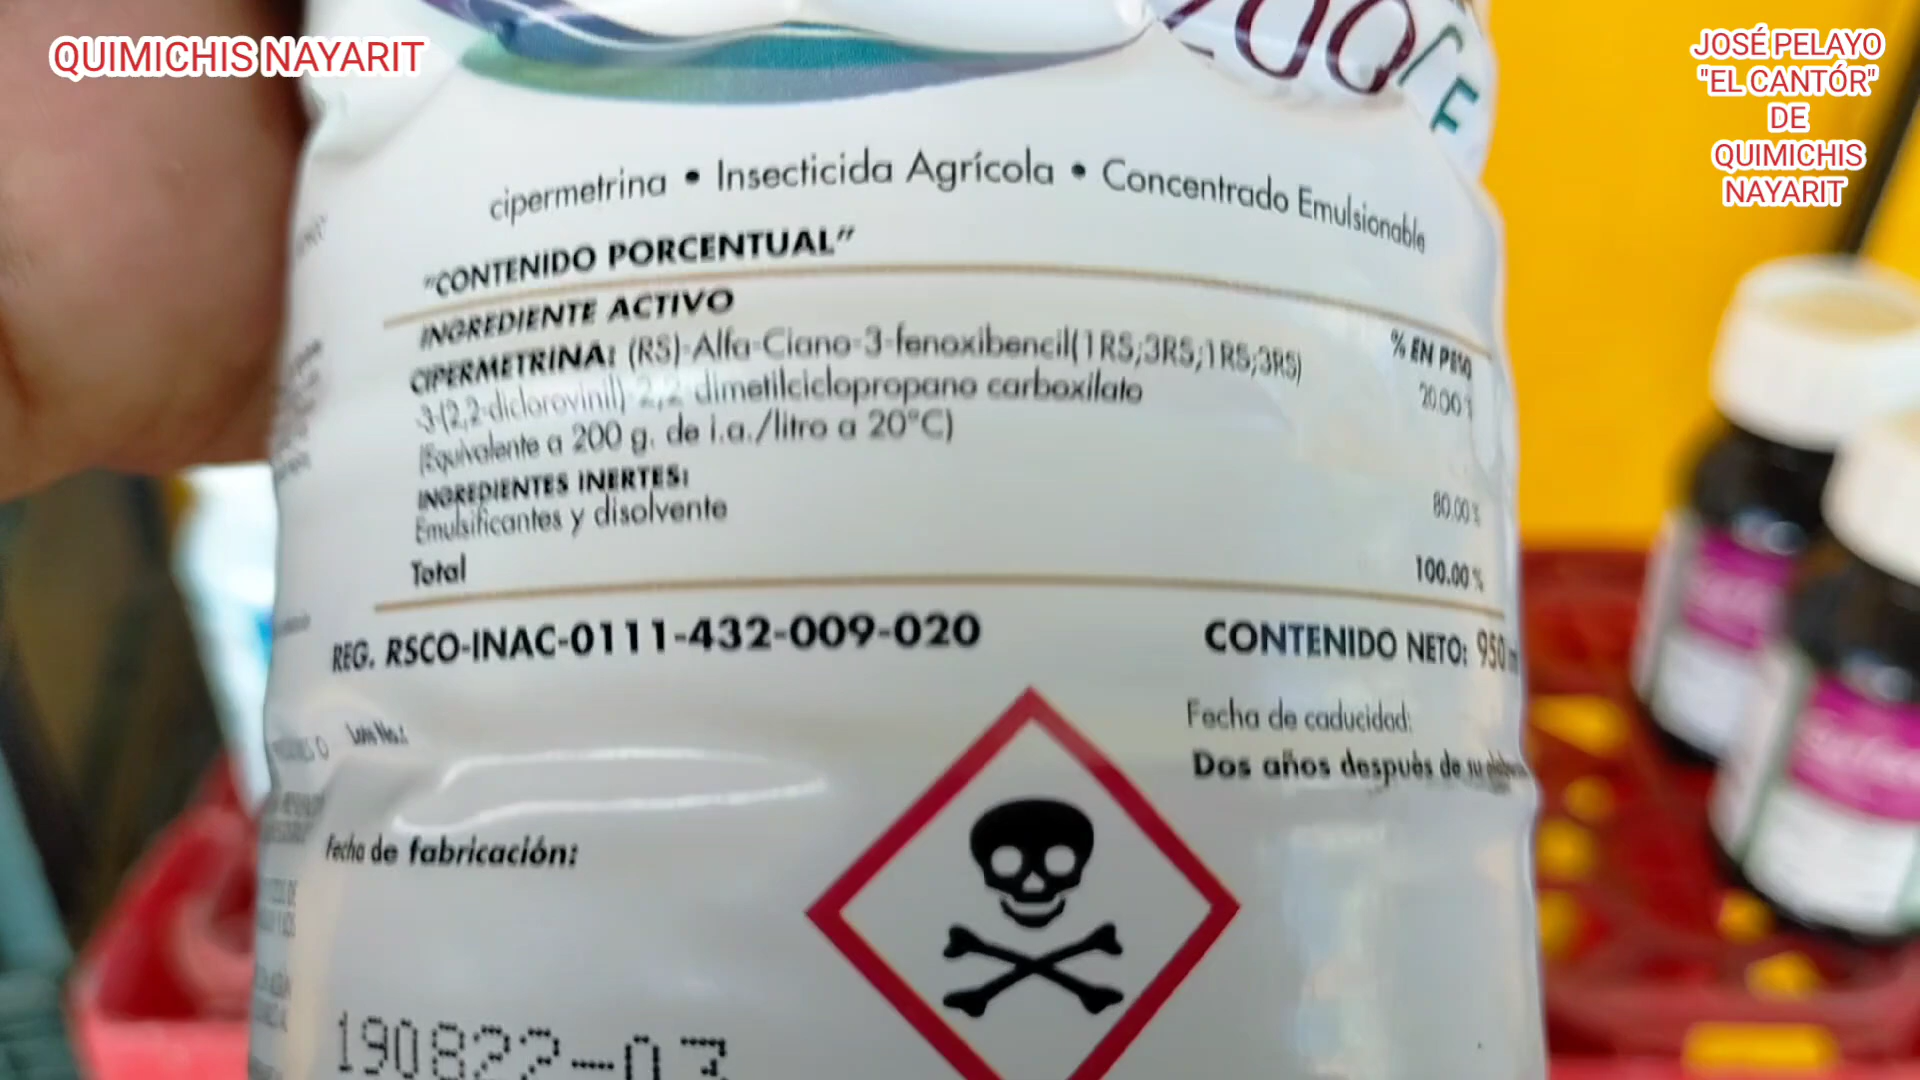 QUIMICHIS NAYARIT
JOSÉ PELAYO
"EL CANTÓR"
DE
QUIMICHIS
NAYARIT
200
cipermetrina • Insecticida Agrícola • Concentrado Emulsionable
"CONTENIDO PORCENTUAL"
INGREDIENTE ACTIVO
% EN PESO
CIPERMETRINA: (RS)-Alfa-Ciano-3-fenoxibencil(1RS;3RS;1RS;3RS)
-3-(2,2-diclorovinil)-2,2 dimetilciclopropano carboxilato
20.00 %
(Equivalente a 200 g. de i.a./litro a 20°C)
INGREDIENTES INERTES:
Emulsificantes y disolvente
80.00 %
Total
100.00 %
REG. RSCO-INAC-0111-432-009-020
CONTENIDO NETO: 950
Lote No.:
Fecha de caducidad:
Dos años después de su
Fecha de fabricación:
190822-03